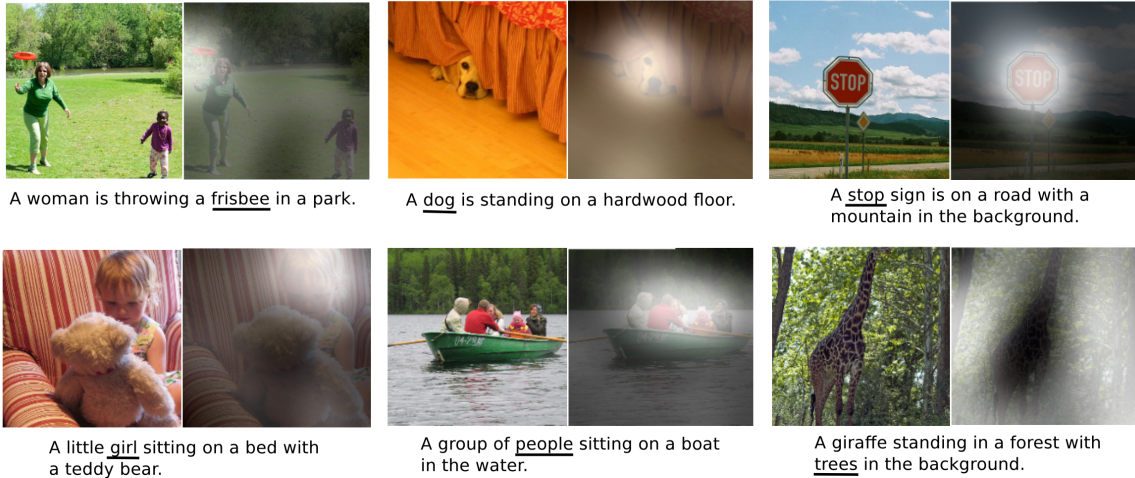 A woman is throwing a frisbee in a park.
A dog is standing on a hardwood floor.
STOP
STOP
A stop sign is on a road with a
mountain in the background.
A little girl sitting on a bed with
a teddy bear.
A group of people sitting on a boat
in the water.
A giraffe standing in a forest with
trees in the background.